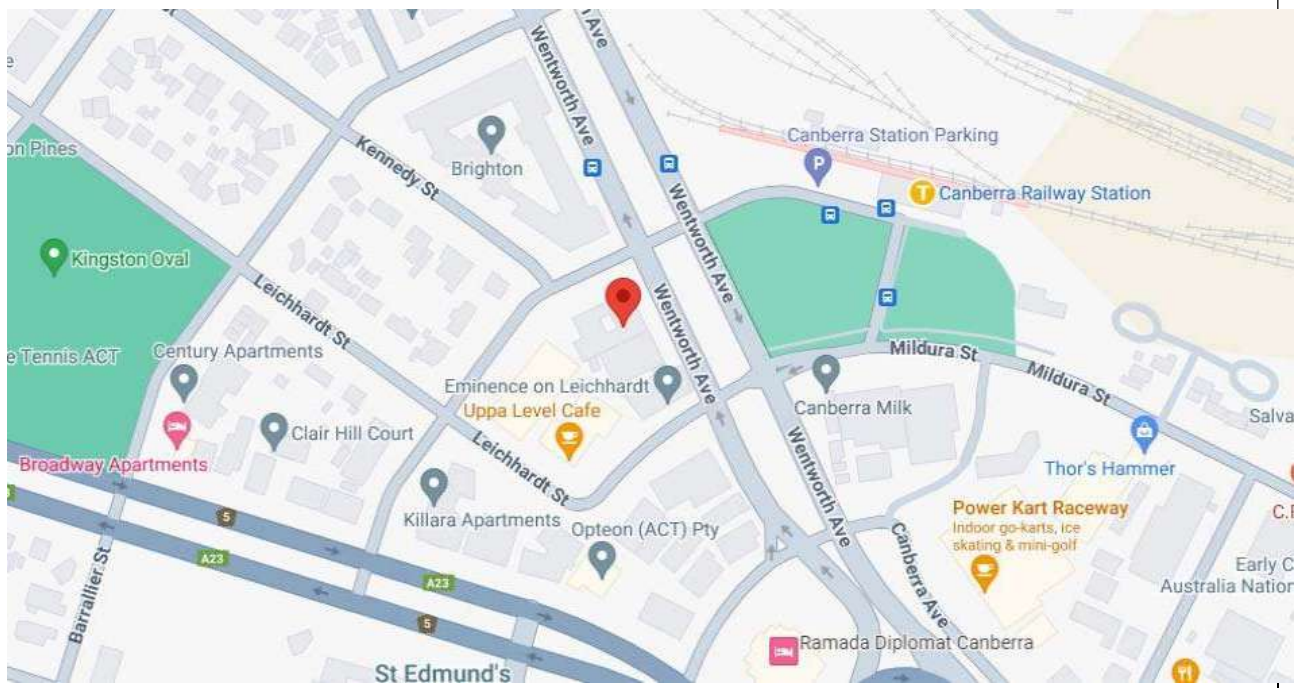 Wentworth Ave
Ave
on Pines
Kennedy St
Brighton
Canberra Station Parking
P
T
Canberra Railway Station
Kingston Oval
Wentworth Ave
Leichhardt St
e Tennis ACT
Century Apartments
Wentworth Ave
Mildura St
Mildura St
Eminence on Leichhardt
Uppa Level Cafe
Canberra Milk
Salva
Clair Hill Court
Broadway Apartments
Leichhardt St
Wentworth Ave
Thor's Hammer
Killara Apartments
Opteon (ACT) Pty
Power Kart Raceway
Indoor go-karts, ice
skating & mini-golf
C.F
5
A23
A23
Canberra Ave
Early C
Australia Nation
Barrallier St
5
Ramada Diplomat Canberra
St Edmund's